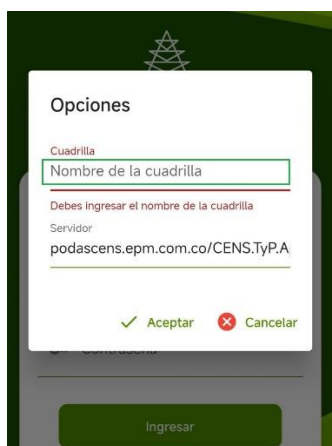 Opciones
Cuadrilla
Nombre de la cuadrilla
Debes ingresar el nombre de la cuadrilla
Servidor
podascens.epm.com.co/CENS.TyP.A
Aceptar
Cancelar
Contraseña
Ingresar